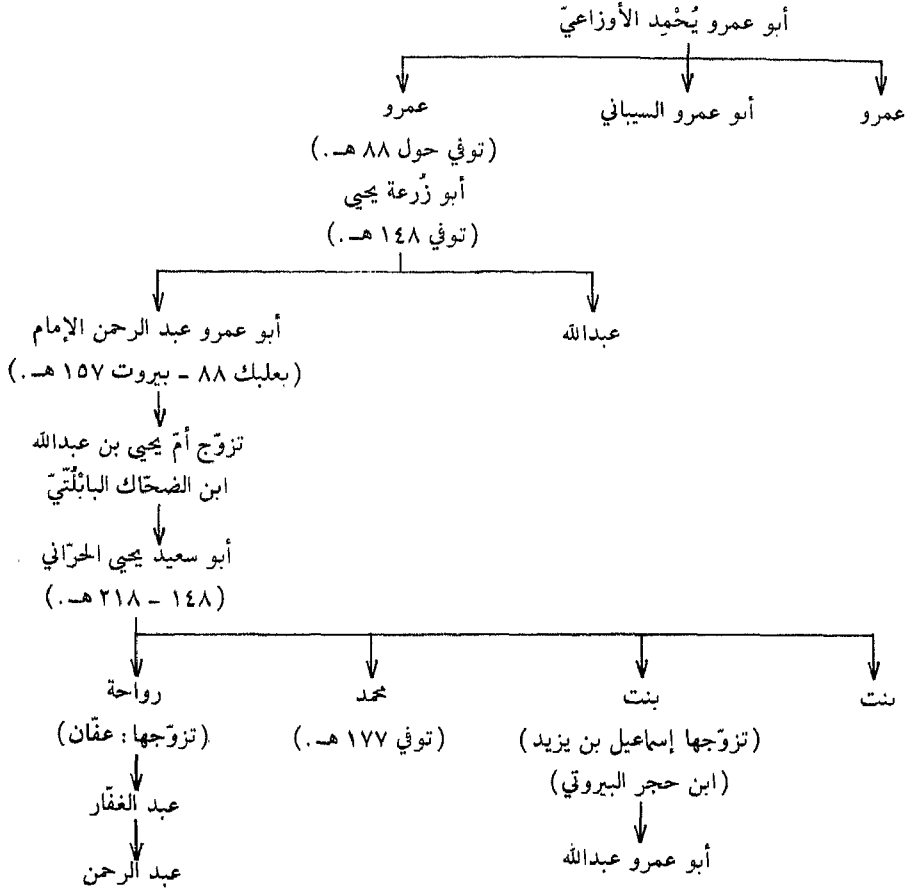 أبو عمرو يُحْمِد الأوزاعيّ
عمرو
أبو عمرو السيباني
عمرو
(توفي حول ٨٨ هـ.)
أبو زُرعة يحيى
(توفي ١٤٨ هـ.)
عبدالله
أبو عمرو عبد الرحمن الإمام
(بعلبك ٨٨ - بيروت ١٥٧ هـ.)
تزوّج أمّ يحيى بن عبدالله
ابن الضحّاك البابْلُتّيّ
أبو سعيد يحيى الحرّاني
(١٤٨ - ٢١٨ هـ.)
بنت
بنت
محمد
رواحة
(تزوّجها إسماعيل بن يزيد)
(توفي ١٧٧ هـ.)
(تزوّجها: عفّان)
(ابن حجر البيروتي)
عبد الغفّار
أبو عمرو عبدالله
عبد الرحمن